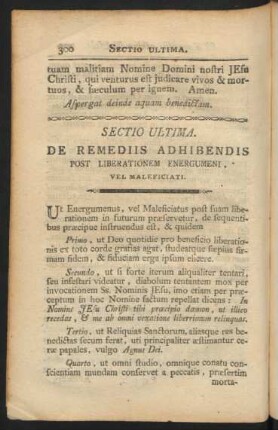 300 SECTIO ULTIMA.
tuam malitiam Nomine Domini nostri JEsu
Christi, qui venturus est judicare vivos & mor-
tuos, & sæculum per ignem. Amen.
Aspergat deinde aquam benedictam.
SECTIO ULTIMA.
DE REMEDIIS ADHIBENDIS
POST LIBERATIONEM ENERGUMENI,
VEL MALEFICIATI.
Ut Energumenus, vel Maleficiatus post suam libe-
rationem in futuram præservetur, de sequenti-
bus præcipue instruendus est, & quidem
Primo, ut Deo quotidie pro beneficio liberatio-
nis ex toto corde gratias agat, studeatque sæpius fir-
mam fidem, & fiduciam erga ipsum elicere.
Secundo, ut si forte iterum aliqualiter tentari,
seu infestari videatur, diabolum tentantem mox per
invocationem Ss. Nominis JEsu, imo etiam per præ-
ceptum in hoc Nomine factum repellat dicens: In
Nomine JEsu Christi tibi præcipio dæmon, ut illico
recedas, & me ab omni vexatione liberrimum relinquas.
Tertio, ut Reliquias Sanctorum, aliesque res be-
nedictas secum ferat, uti principaliter æstimantur ce-
ræ papales, vulgo Agnus Dei.
Quarto, ut omni studio, omnique conatu con-
scientiam mundam conservet a peccatis, præsertim
morta-